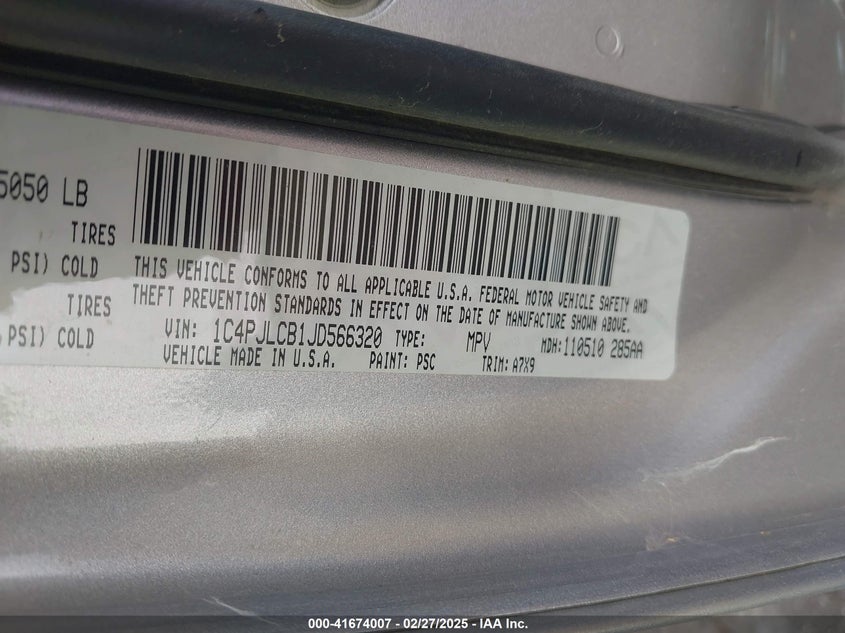 5050 LB
TIRES
PSI) COLD
TIRES
PSI) COLD
THIS VEHICLE CONFORMS TO ALL APPLICABLE U.S.A. FEDERAL MOTOR VEHICLE SAFETY AND
THEFT PREVENTION STANDARDS IN EFFECT ON THE DATE OF MANUFACTURE SHOWN ABOVE.
VIN: 1C4PJLCB1JD566320 TYPE: MPV MDH:110510 285AA
VEHICLE MADE IN U.S.A. PAINT: PSC TRIM: A7X9
000-41674007 - 02/27/2025 - IAA Inc.